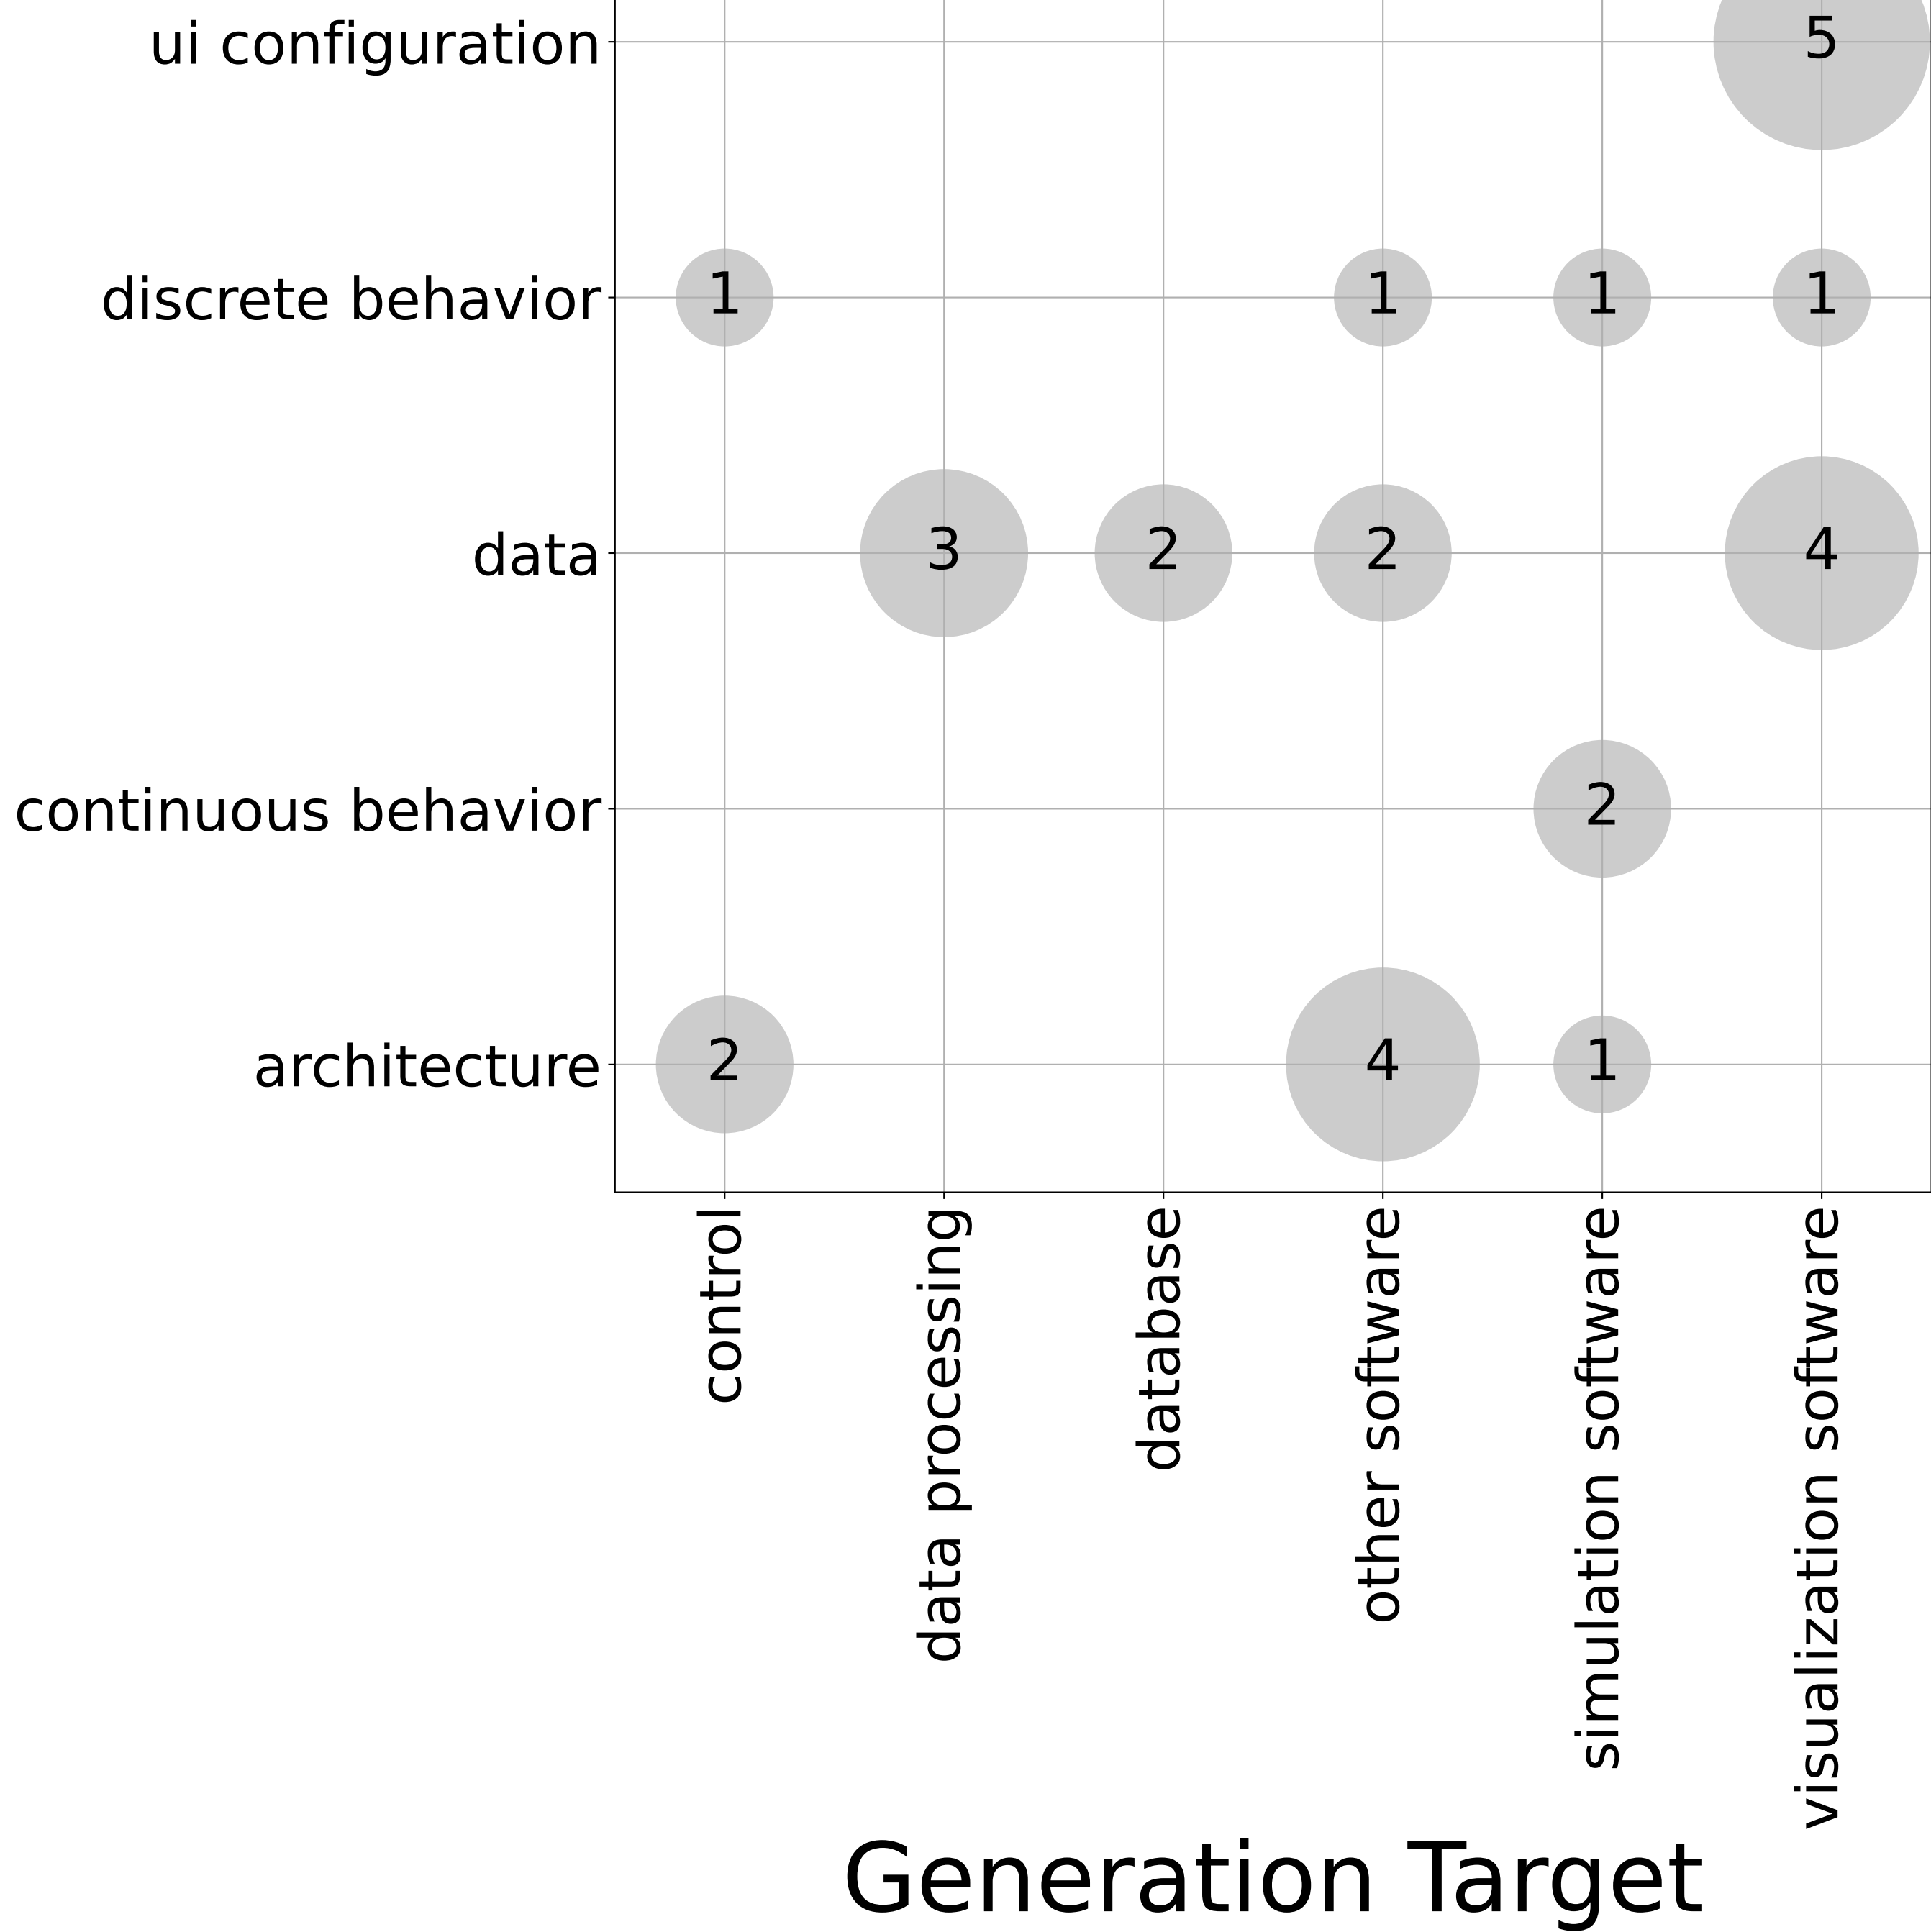 ui configuration 5
discrete behavior 1 1 1 1
data 3 2 2 4
continuous behavior 2
architecture 2 4 1
control
data processing
database
other software
simulation software
visualization software
Generation Target